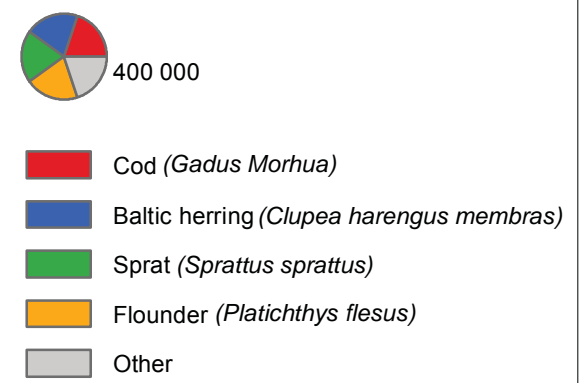 400 000
Cod (Gadus Morhua)
Baltic herring (Clupea harengus membras)
Sprat (Sprattus sprattus)
Flounder (Platichthys flesus)
Other